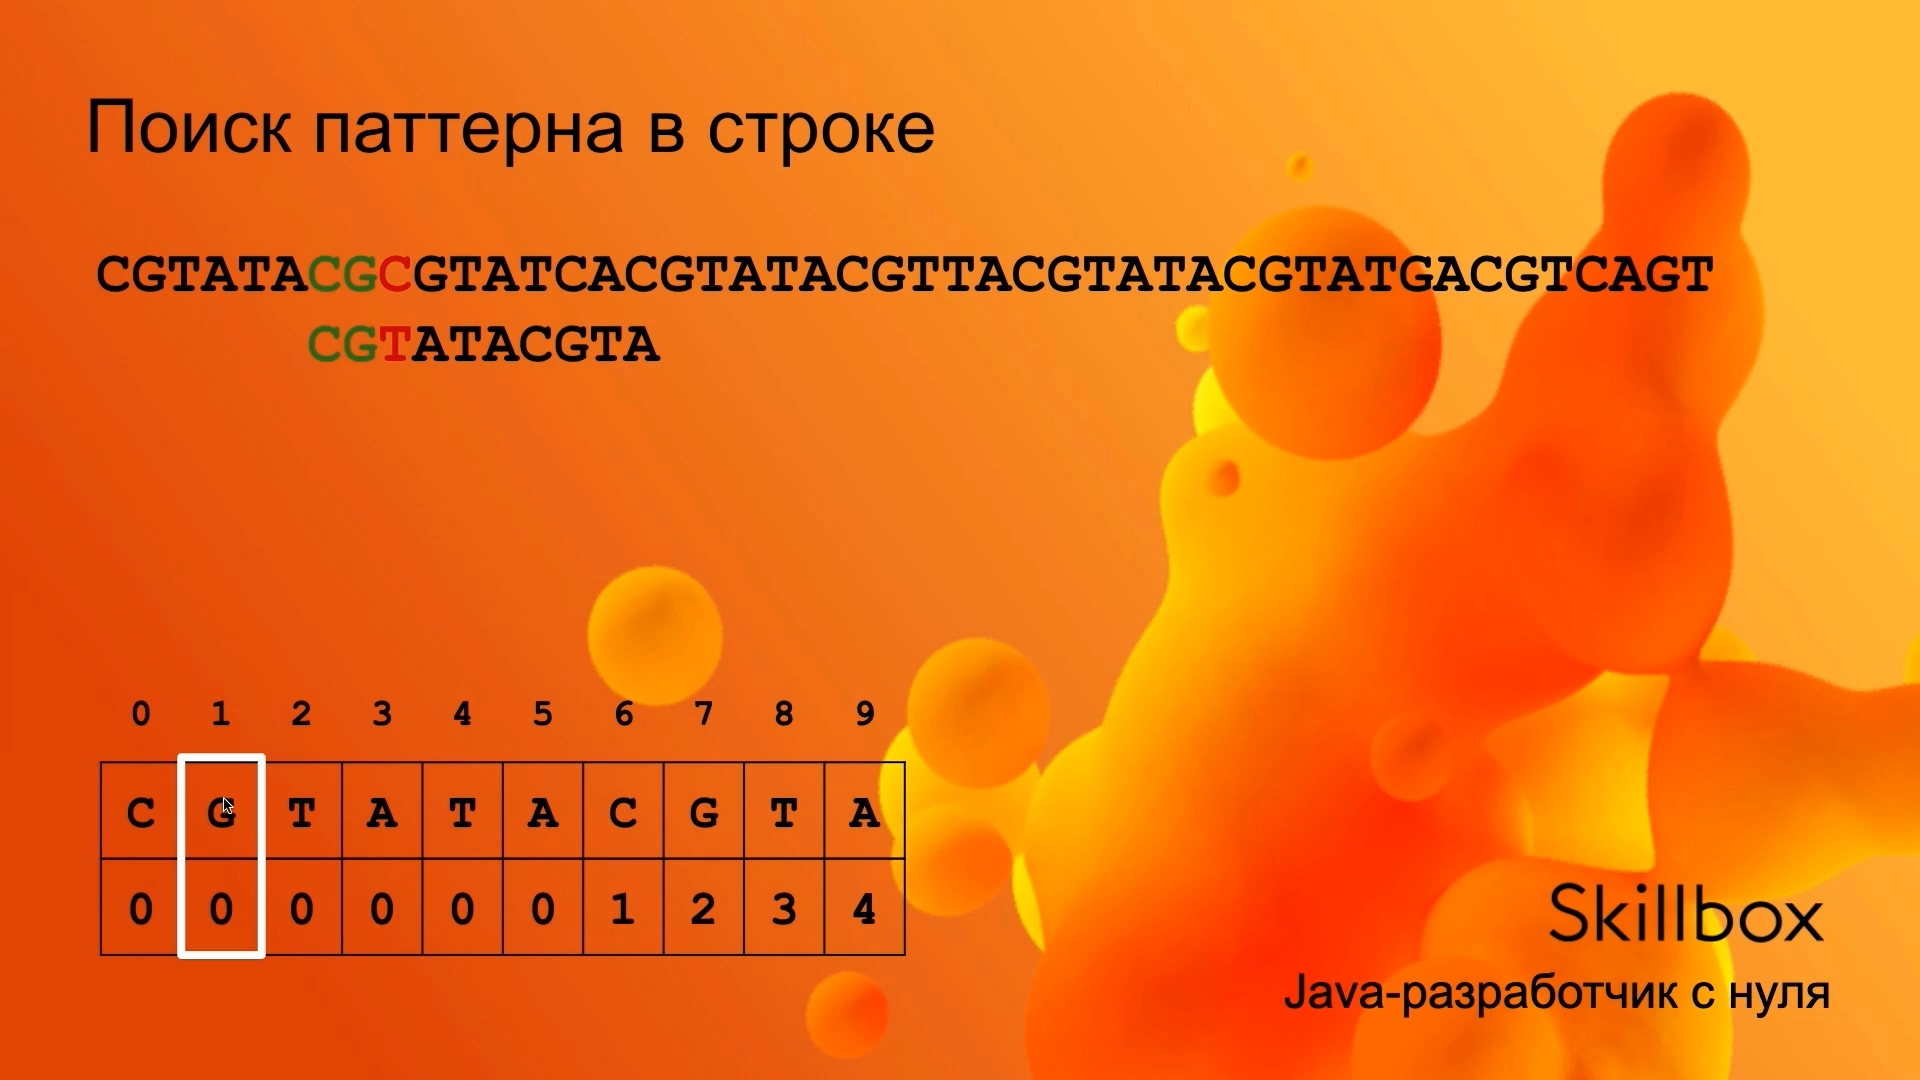 Поиск паттерна в строке
CGTATACGCGTATCACGTATACGTTACGTATACGTATGACGTCAGT
CGTATACGTA
0 1 2 3 4 5 6 7 8 9
C G T A T A C G T A
0 0 0 0 0 0 1 2 3 4
Skillbox
Java-разработчик с нуля